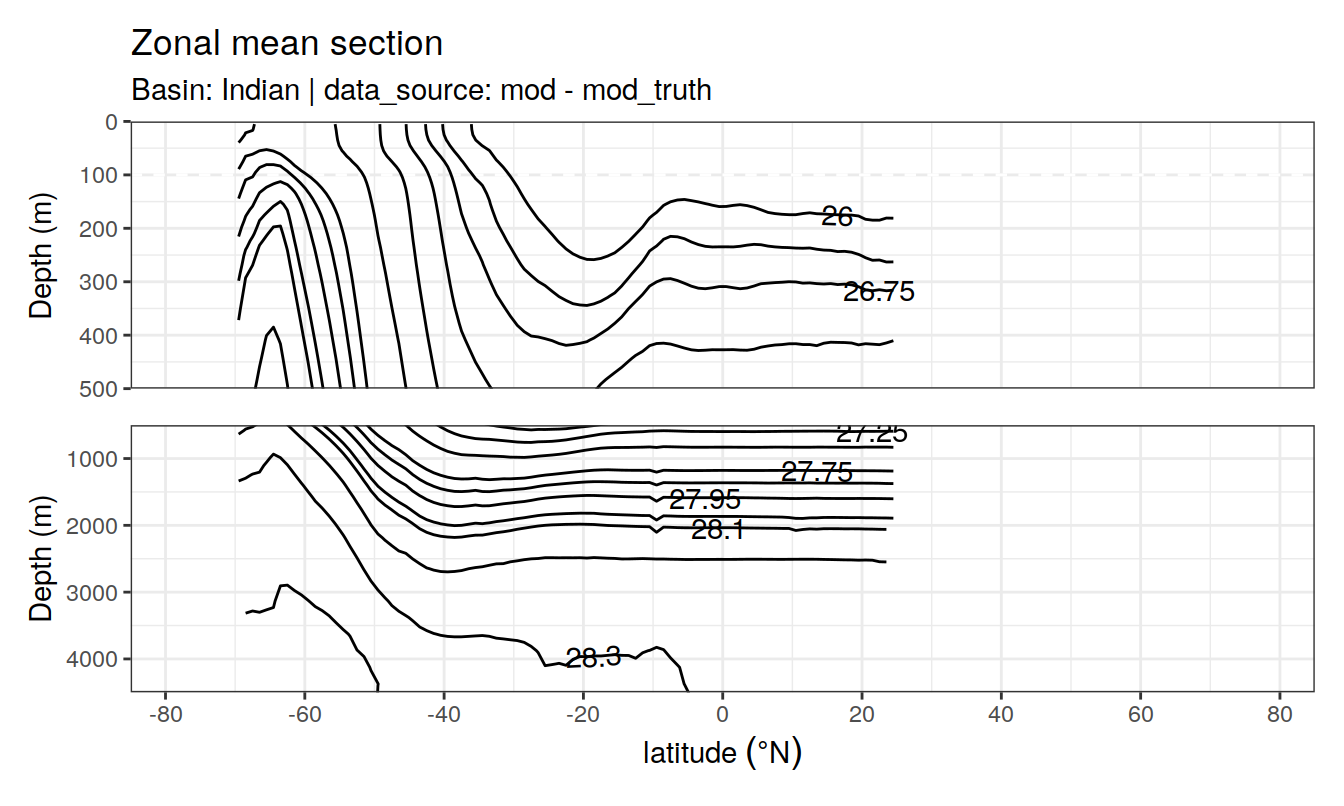 Zonal mean section
Basin: Indian | data_source: mod - mod_truth
Depth (m)
0
100
200
300
400
500
26
26.75
Depth (m)
1000
2000
3000
4000
27.25
27.75
27.95
28.1
28.3
-80 -60 -40 -20 0 20 40 60 80
latitude (°N)